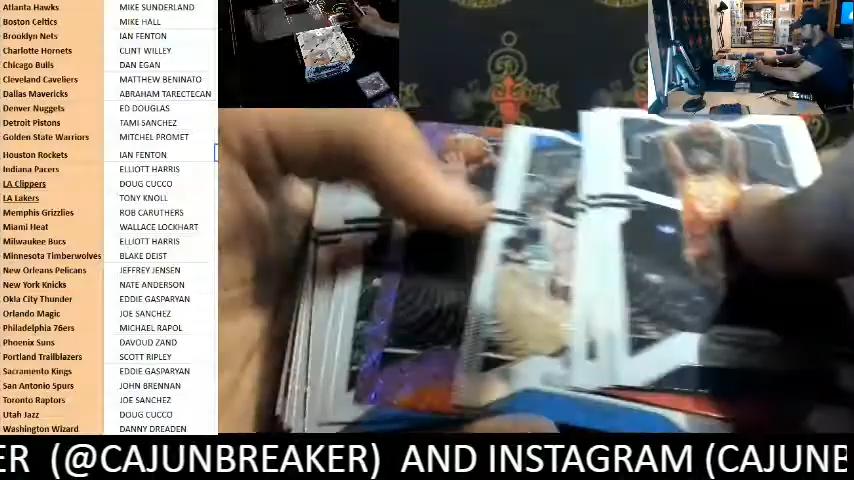 Atlanta Hawks MIKE SUNDERLAND
Boston Celtics MIKE HALL
Brooklyn Nets IAN FENTON
Charlotte Hornets CLINT WILLEY
Chicago Bulls DAN EGAN
Cleveland Cavaliers MATTHEW BENINATO
Dallas Mavericks ABRAHAM TARECTECAN
Denver Nuggets ED DOUGLAS
Detroit Pistons TAMI SANCHEZ
Golden State Warriors MITCHEL PROMET
Houston Rockets IAN FENTON
Indiana Pacers ELLIOTT HARRIS
LA Clippers DOUG CUCCO
LA Lakers TONY KNOLL
Memphis Grizzlies ROB CARUTHERS
Miami Heat WALLACE LOCKHART
Milwaukee Bucs ELLIOTT HARRIS
Minnesota Timberwolves BLAKE DEIST
New Orleans Pelicans JEFFREY JENSEN
New York Knicks NATE ANDERSON
Okla City Thunder EDDIE GASPARYAN
Orlando Magic JOE SANCHEZ
Philadelphia 76ers MICHAEL RAPOL
Phoenix Suns DAVOUD ZAND
Portland Trailblazers SCOTT RIPLEY
Sacramento Kings EDDIE GASPARYAN
San Antonio Spurs JOHN BRENNAN
Toronto Raptors JOE SANCHEZ
Utah Jazz DOUG CUCCO
Washington Wizard DANNY DREADEN
ER (@CAJUNBREAKER) AND INSTAGRAM (CAJUNB